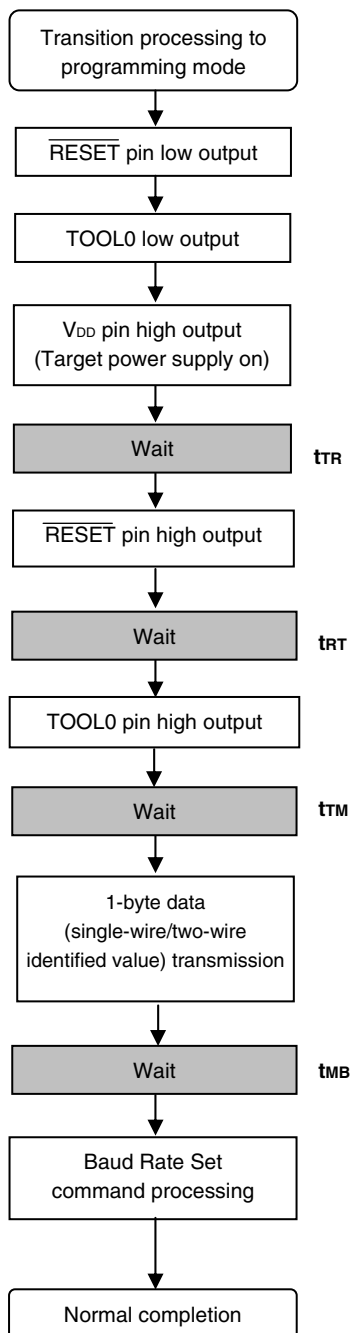 Transition processing to
programming mode
RESET pin low output
TOOL0 low output
VDD pin high output
(Target power supply on)
Wait
tTR
RESET pin high output
Wait
tRT
TOOL0 pin high output
Wait
tTM
1-byte data
(single-wire/two-wire
identified value) transmission
Wait
tMB
Baud Rate Set
command processing
Normal completion